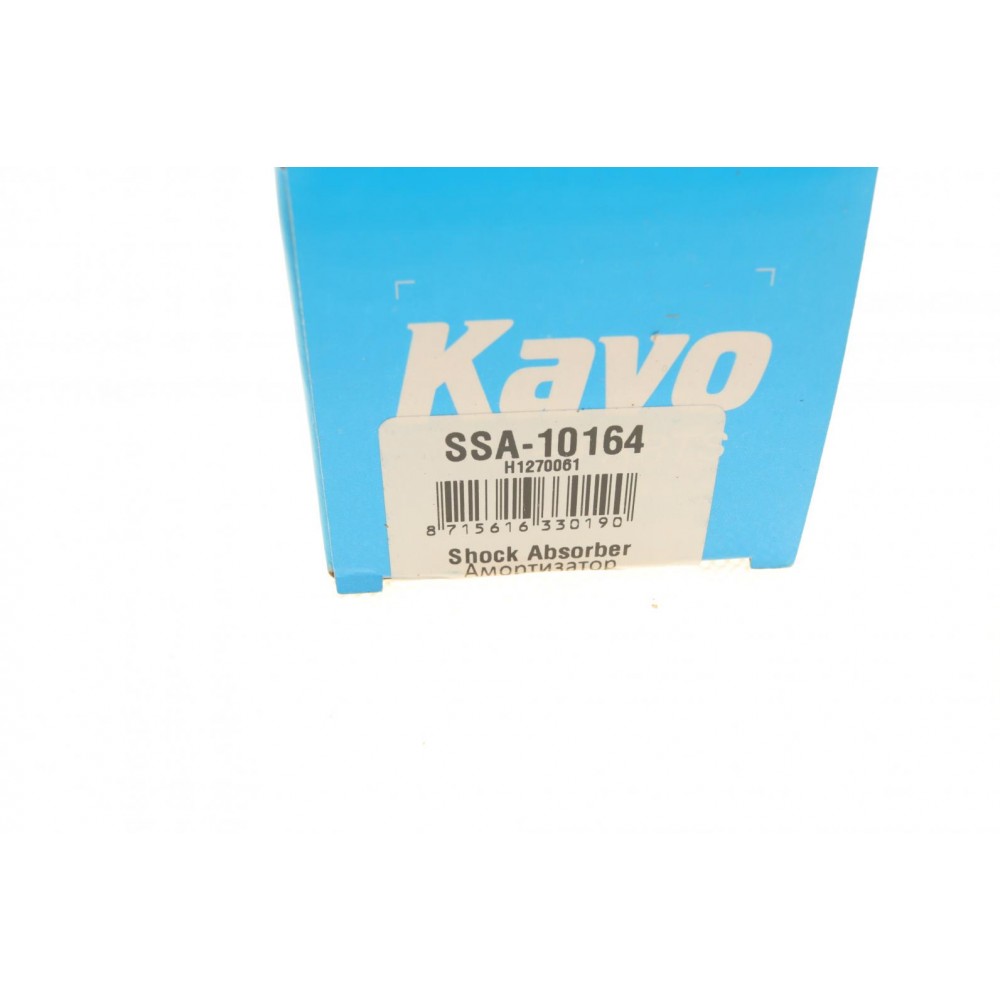 Kavo
SSA-10164
H1270061
8 715616 330190
Shock Absorber
Амортизатор